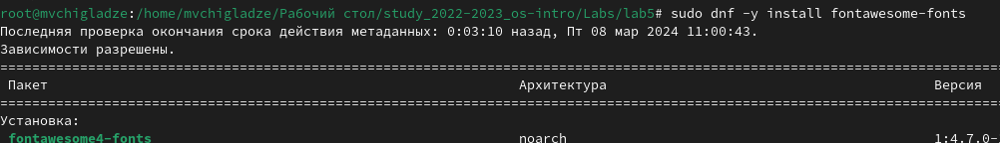 root@mvchigladze:/home/mvchigladze/Рабочий стол/study_2022-2023_os-intro/Labs/lab5# sudo dnf -y install fontawesome-fonts
Последняя проверка окончания срока действия метаданных: 0:03:10 назад, Пт 08 мар 2024 11:00:43.
Зависимости разрешены.
================================================================================================================================
Пакет Архитектура Версия
================================================================================================================================
Установка:
fontawesome4-fonts noarch 1:4.7.0-